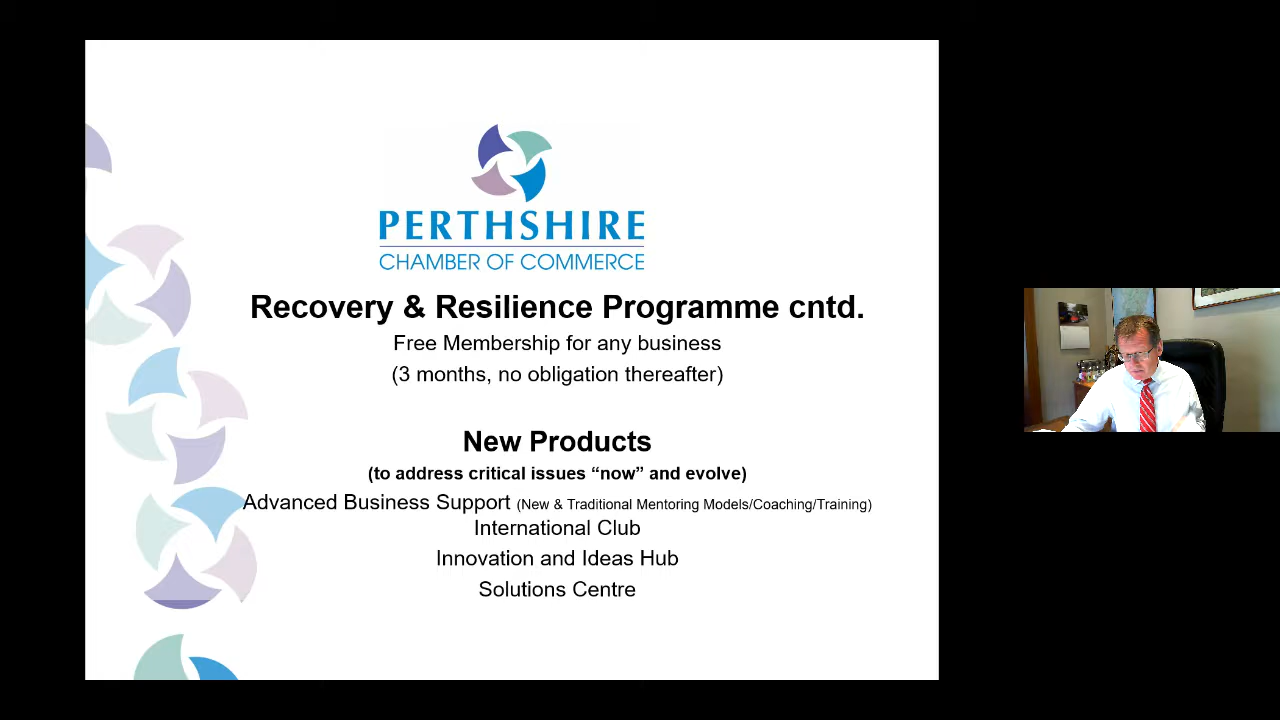 PERTHSHIRE
CHAMBER OF COMMERCE
Recovery & Resilience Programme cntd.
Free Membership for any business
(3 months, no obligation thereafter)
New Products
(to address critical issues “now” and evolve)
Advanced Business Support (New & Traditional Mentoring Models/Coaching/Training)
International Club
Innovation and Ideas Hub
Solutions Centre